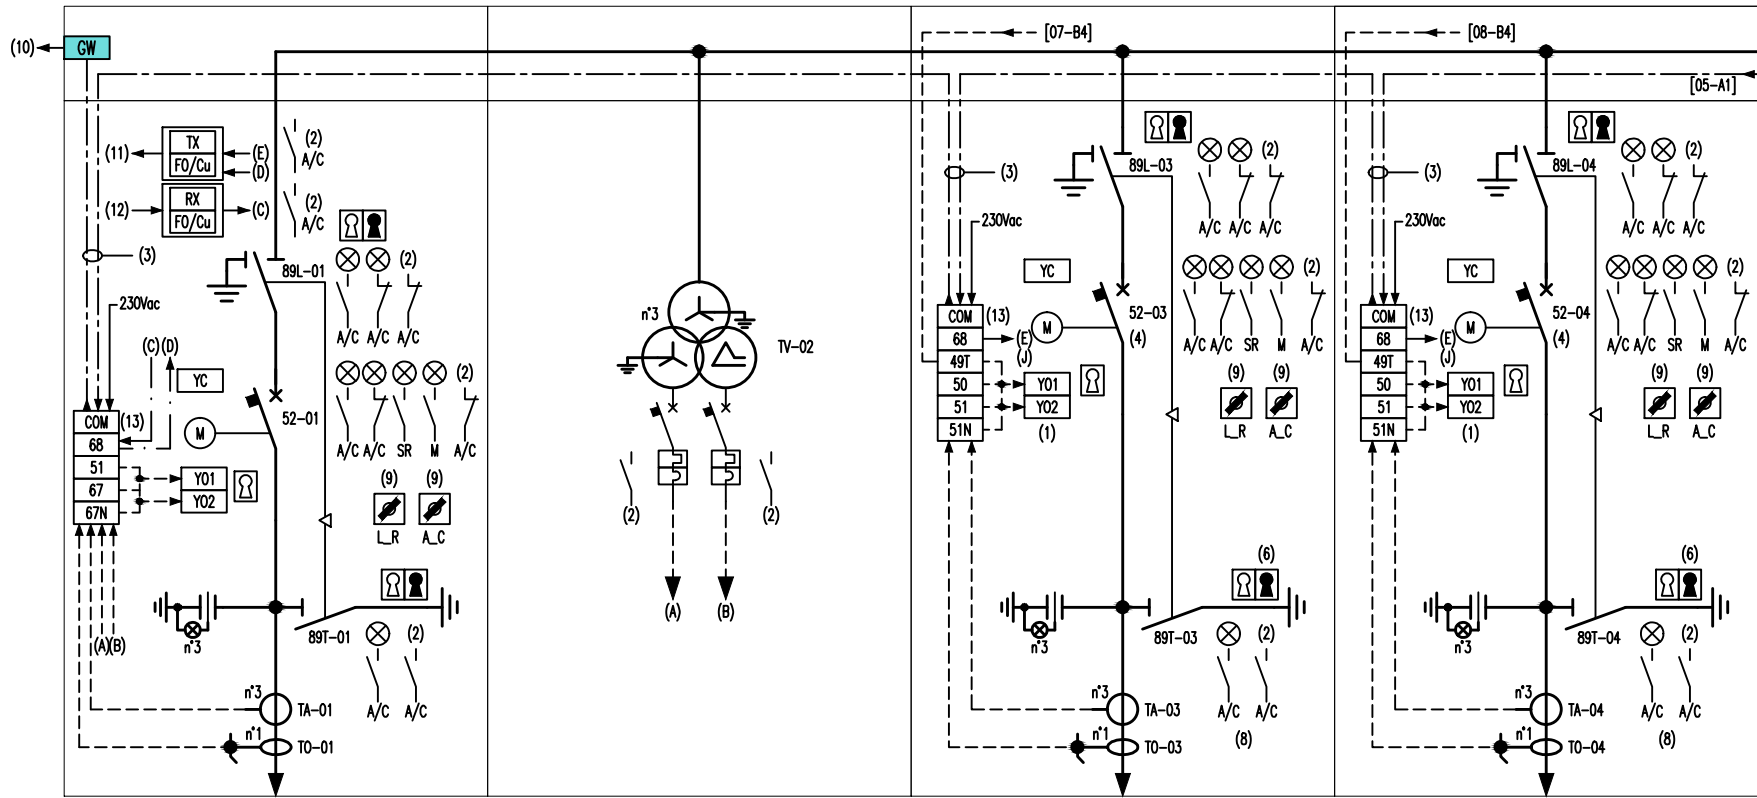 (10) GW
[07-B4]
[08-B4]
[05-A1]
TX
FO/Cu
(11)
(E)
(D)
(2)
A/C
RX
FO/Cu
(12)
(C)
(2)
A/C
(3)
89L-01
(2)
230Vac
A/C A/C A/C
(C) (D)
YC
(2)
COM (13)
68
51
67
67N
M
52-01
Y01
Y02
A/C A/C SR M A/C
(9) (9)
L_R A_C
(A)(B)
n°3
89T-01
(2)
A/C A/C
n°3
TA-01
n°1
TO-01
n°3
TV-02
(2) (2)
(A) (B)
89L-03
(2)
(3)
A/C A/C A/C
230Vac
YC
(2)
COM (13)
68
49T
50
51
51N
(E)
(J)
M
52-03
(4)
Y01
Y02
(1)
A/C A/C SR M A/C
(9) (9)
L_R A_C
(6)
n°3
89T-03
(2)
A/C A/C
(8)
n°3
TA-03
n°1
TO-03
89L-04
(2)
(3)
A/C A/C A/C
230Vac
YC
(2)
COM (13)
68
49T
50
51
51N
(E)
(J)
M
52-04
(4)
Y01
Y02
(1)
A/C A/C SR M A/C
(9) (9)
L_R A_C
(6)
n°3
89T-04
(2)
A/C A/C
(8)
n°3
TA-04
n°1
TO-04